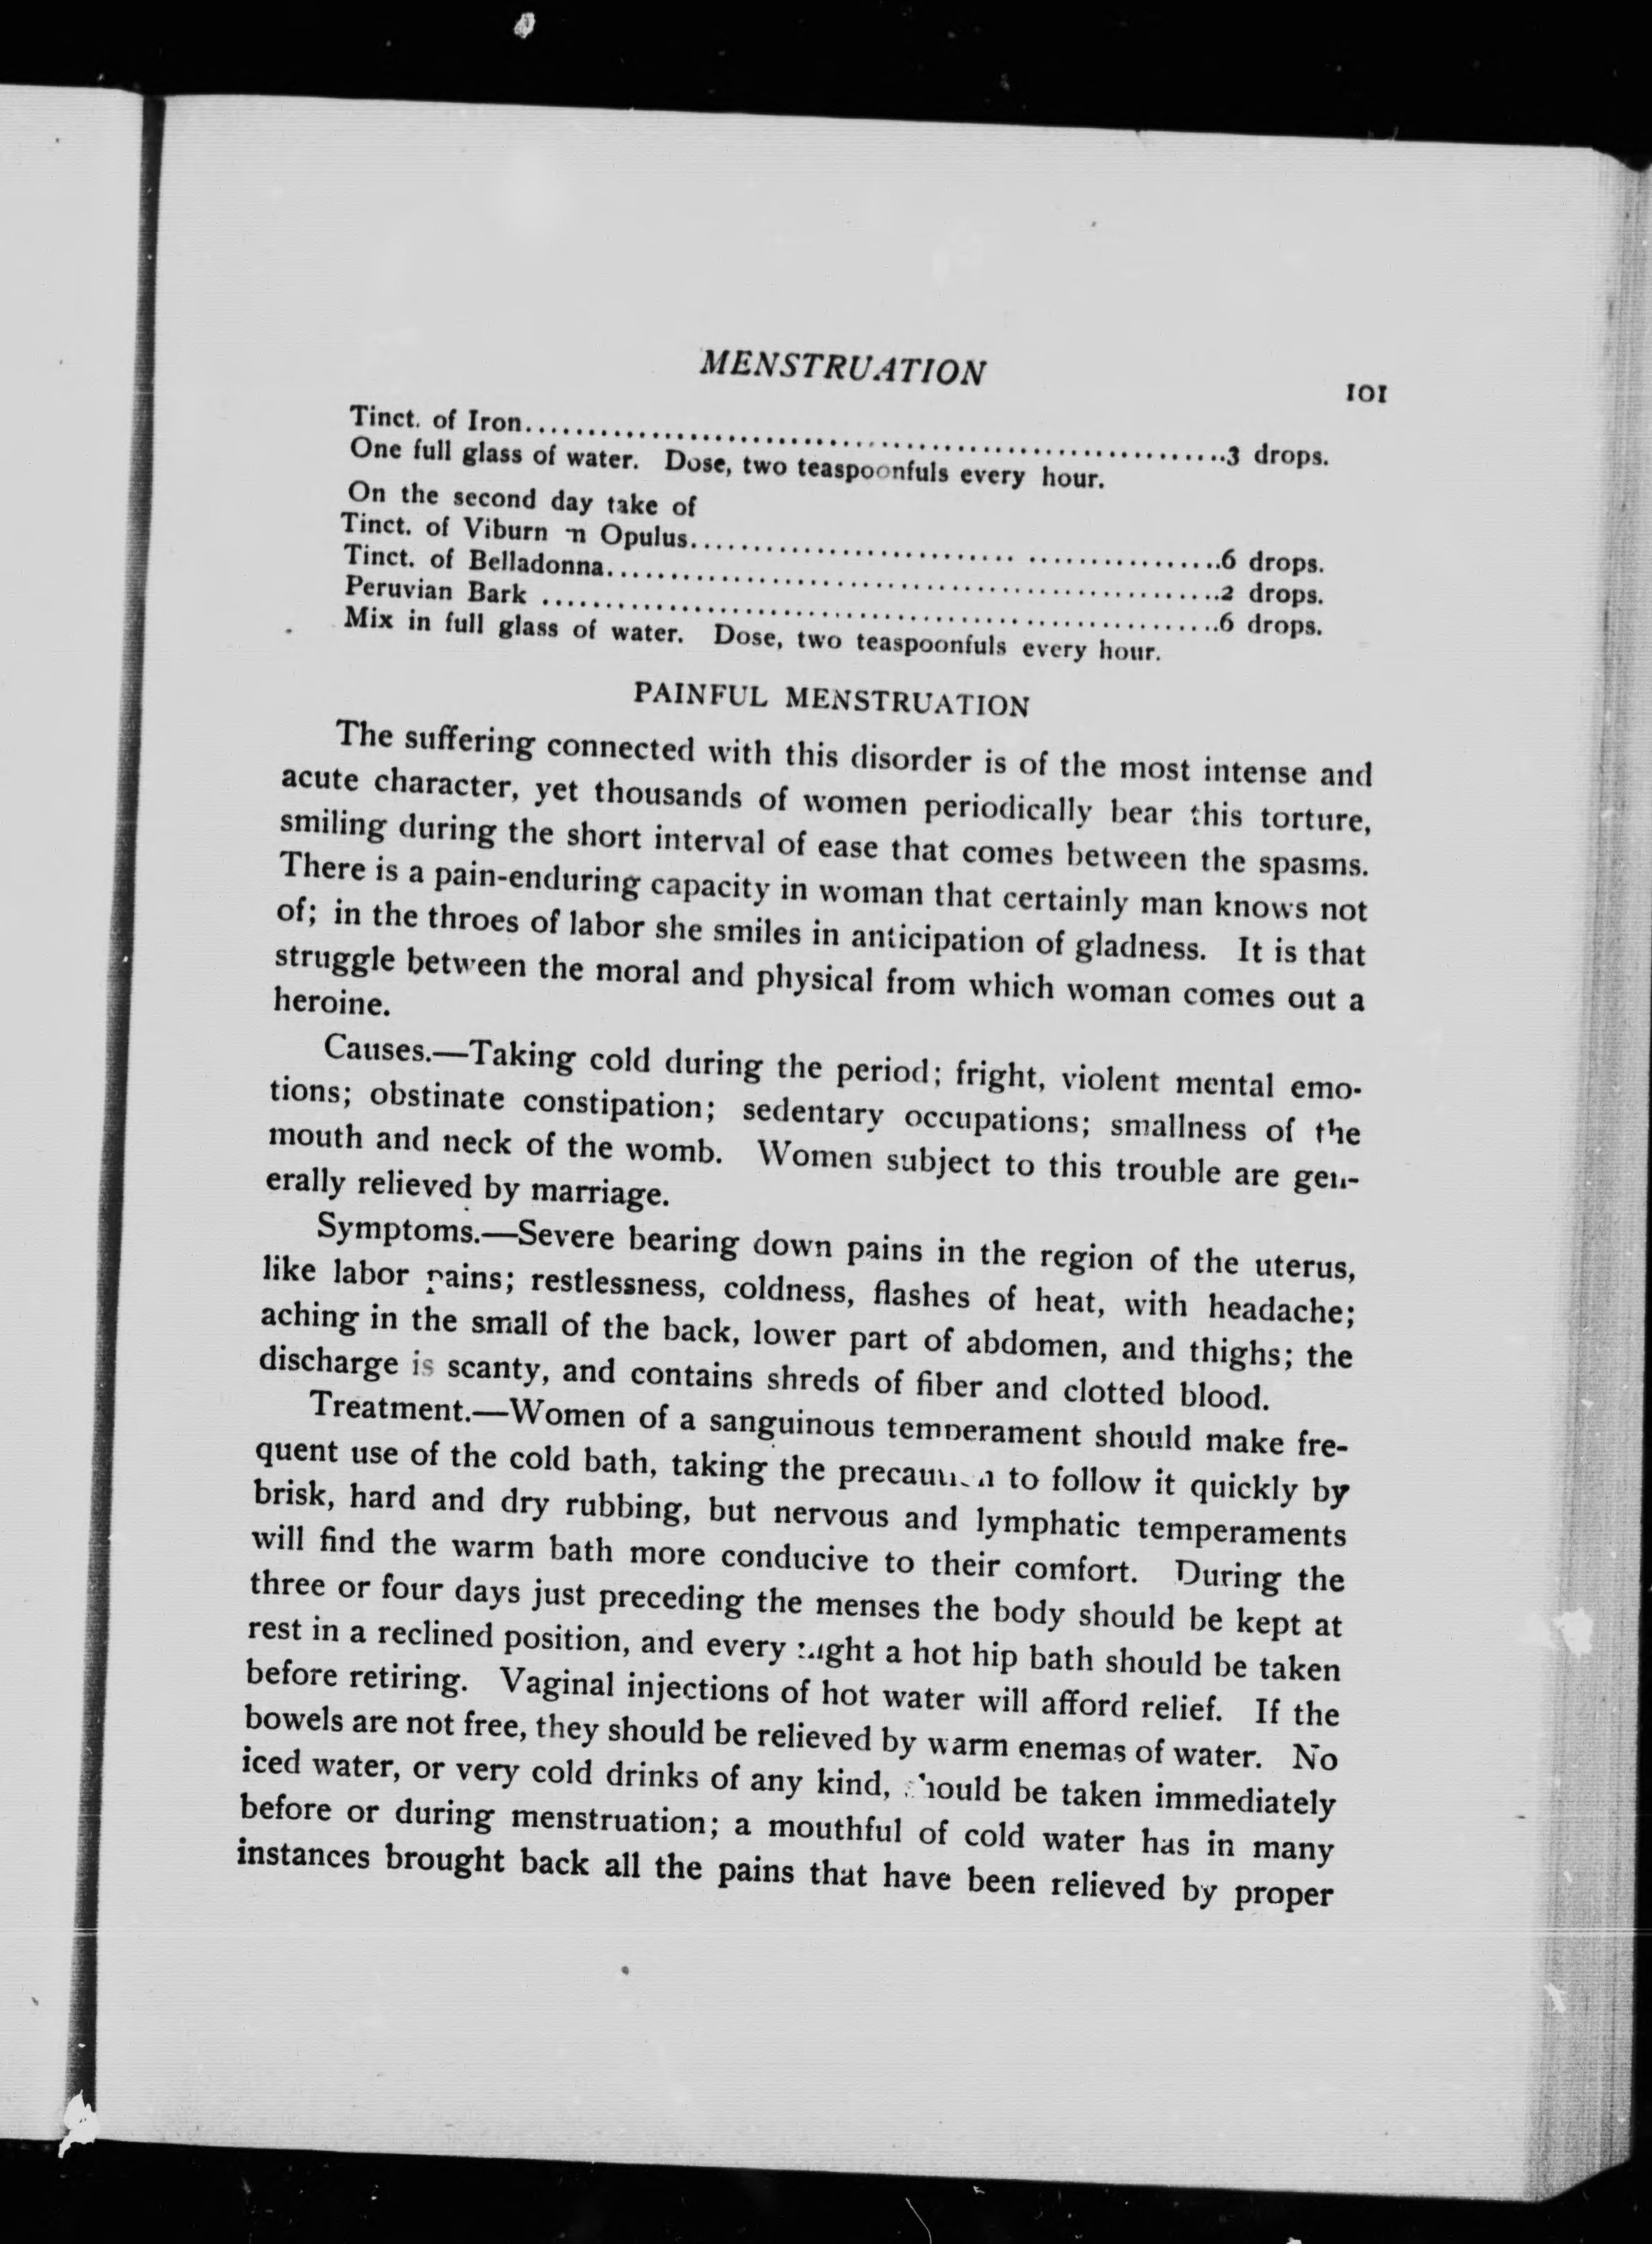 MENSTRUATION
101
Tinct. of Iron..........................................................3 drops.
One full glass of water. Dose, two teaspoonfuls every hour.
On the second day take of
Tinct. of Opulus..........................................6 drops.
Tinct. of Belladonna.................................................2 drops.
Peruvian Bark ......................................................6 drops.
Mix in full glass of water. Dose, two teaspoonfuls every hour.
PAINFUL MENSTRUATION
The suffering connected with this disorder is of the most intense and
acute character, yet thousands of women periodically bear this torture,
smiling during the short interval of ease that comes between the spasms.
There is a pain-enduring capacity in woman that certainly man knows not
of; in the throes of labor she smiles in anticipation of gladness. It is that
struggle between the moral and physical from which woman comes out a
heroine.
Causes.—Taking cold during the period; fright, violent mental emo-
tions; obstinate constipation; sedentary occupations; smallness of the
mouth and neck of the womb. Women subject to this trouble are gen-
erally relieved by marriage.
Symptoms.—Severe bearing down pains in the region of the uterus,
like labor pains; restlessness, coldness, flashes of heat, with headache;
aching in the small of the back, lower part of abdomen, and thighs; the
discharge is scanty, and contains shreds of fiber and clotted blood.
Treatment.—Women of a sanguinous temperament should make fre-
quent use of the cold bath, taking the precaution to follow it quickly by
brisk, hard and dry rubbing, but nervous and lymphatic temperaments
will find the warm bath more conducive to their comfort. During the
three or four days just preceding the menses the body should be kept at
rest in a reclined position, and every night a hot hip bath should be taken
before retiring. Vaginal injections of hot water will afford relief. If the
bowels are not free, they should be relieved by warm enemas of water. No
iced water, or very cold drinks of any kind, should be taken immediately
before or during menstruation; a mouthful of cold water has in many
instances brought back all the pains that have been relieved by proper